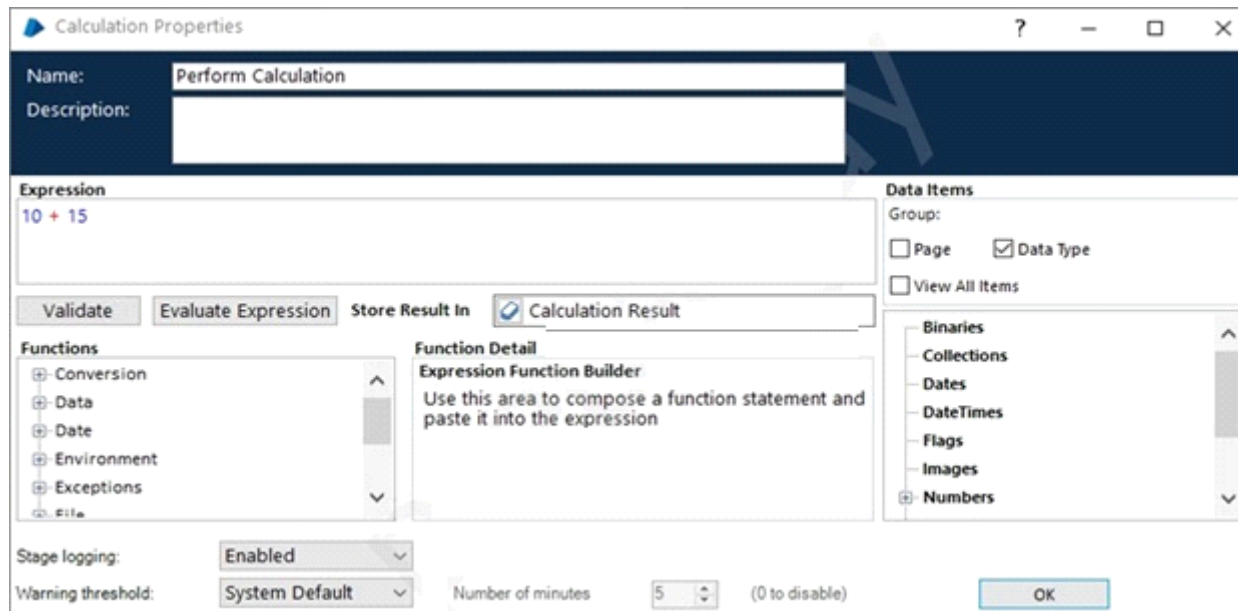 Calculation Properties
Name: Perform Calculation
Description:
Expression
10 + 15
Validate Evaluate Expression Store Result In Calculation Result
Functions
Conversion
Data
Date
Environment
Exceptions
File
Function Detail
Expression Function Builder
Use this area to compose a function statement and
paste it into the expression
Data Items
Group:
Page Data Type
View All Items
Binaries
Collections
Dates
DateTimes
Flags
Images
Numbers
Stage logging: Enabled
Warning threshold: System Default Number of minutes 5 (0 to disable)
OK